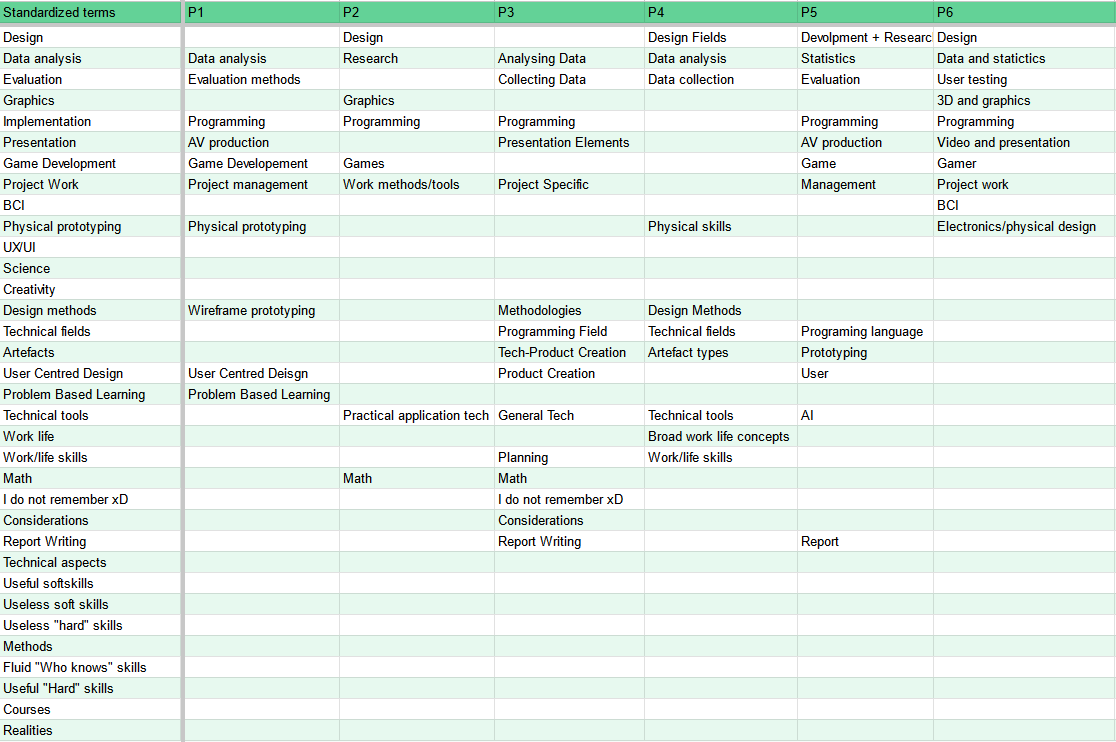 Standardized terms P1 P2 P3 P4 P5 P6
Design Design Design Fields Devolpment + Researc Design
Data analysis Data analysis Research Analysing Data Data analysis Statistics Data and statictics
Evaluation Evaluation methods Collecting Data Data collection Evaluation User testing
Graphics Graphics 3D and graphics
Implementation Programming Programming Programming Programming Programming
Presentation AV production Presentation Elements AV production Video and presentation
Game Development Game Developement Games Game Gamer
Project Work Project management Work methods/tools Project Specific Management Project work
BCI BCI
Physical prototyping Physical prototyping Physical skills Electronics/physical design
UX/UI
Science
Creativity
Design methods Wireframe prototyping Methodologies Design Methods
Technical fields Programming Field Technical fields Programing language
Artefacts Tech-Product Creation Artefact types Prototyping
User Centred Design User Centred Deisgn Product Creation User
Problem Based Learning Problem Based Learning
Technical tools Practical application tech General Tech Technical tools AI
Work life Broad work life concepts
Work/life skills Planning Work/life skills
Math Math Math
I do not remember xD I do not remember xD
Considerations Considerations
Report Writing Report Writing Report
Technical aspects
Useful softskills
Useless soft skills
Useless "hard" skills
Methods
Fluid "Who knows" skills
Useful "Hard" skills
Courses
Realities